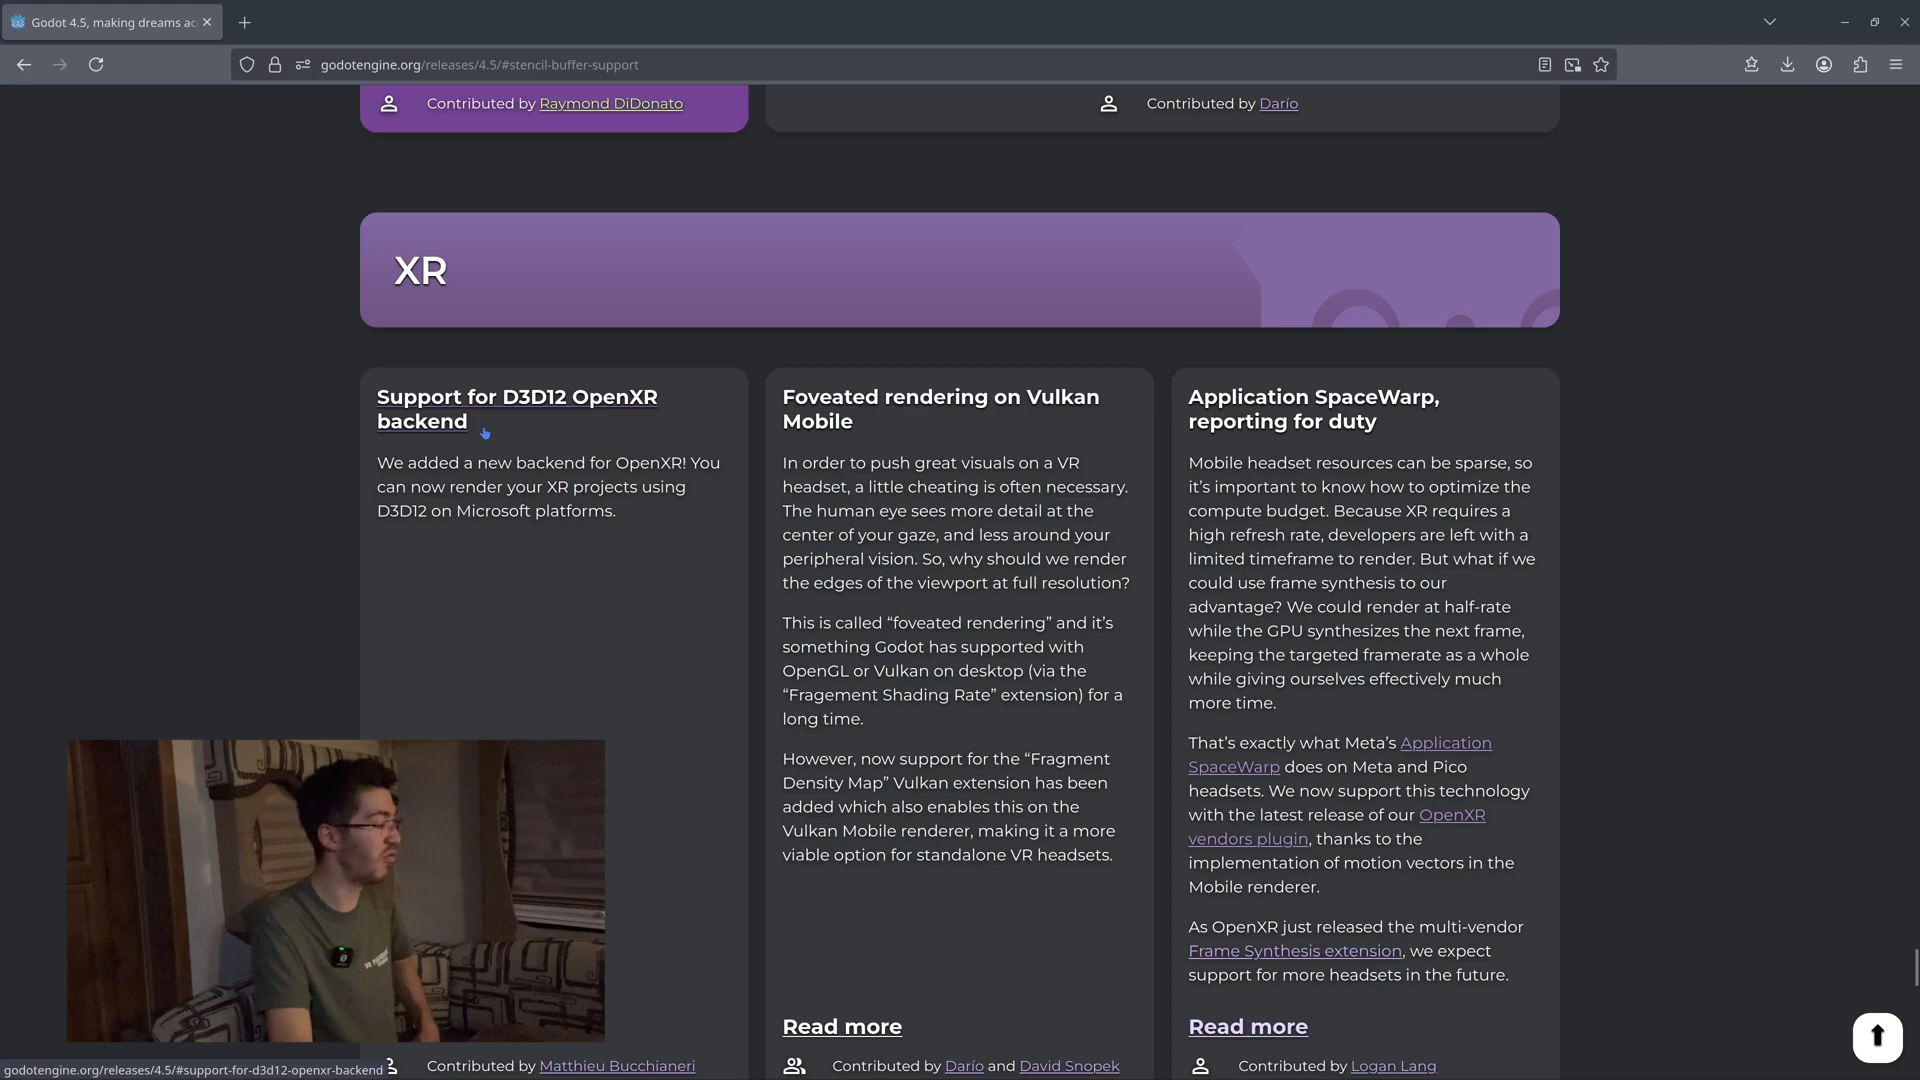 Godot 4.5, making dreams ac
godotengine.org/releases/4.5/#stencil-buffer-support
Contributed by Raymond DiDonato
Contributed by Darío
XR
Support for D3D12 OpenXR
backend
We added a new backend for OpenXR! You
can now render your XR projects using
D3D12 on Microsoft platforms.
Contributed by Matthieu Bucchianeri
Foveated rendering on Vulkan
Mobile
In order to push great visuals on a VR
headset, a little cheating is often necessary.
The human eye sees more detail at the
center of your gaze, and less around your
peripheral vision. So, why should we render
the edges of the viewport at full resolution?
This is called “foveated rendering” and it’s
something Godot has supported with
OpenGL or Vulkan on desktop (via the
“Fragement Shading Rate” extension) for a
long time.
However, now support for the “Fragment
Density Map” Vulkan extension has been
added which also enables this on the
Vulkan Mobile renderer, making it a more
viable option for standalone VR headsets.
Read more
Contributed by Darío and David Snopek
Application SpaceWarp,
reporting for duty
Mobile headset resources can be sparse, so
it’s important to know how to optimize the
compute budget. Because XR requires a
high refresh rate, developers are left with a
limited timeframe to render. But what if we
could use frame synthesis to our
advantage? We could render at half-rate
while the GPU synthesizes the next frame,
keeping the targeted framerate as a whole
while giving ourselves effectively much
more time.
That’s exactly what Meta’s Application
SpaceWarp does on Meta and Pico
headsets. We now support this technology
with the latest release of our OpenXR
vendors plugin, thanks to the
implementation of motion vectors in the
Mobile renderer.
As OpenXR just released the multi-vendor
Frame Synthesis extension, we expect
support for more headsets in the future.
Read more
Contributed by Logan Lang
godotengine.org/releases/4.5/#support-for-d3d12-openxr-backend